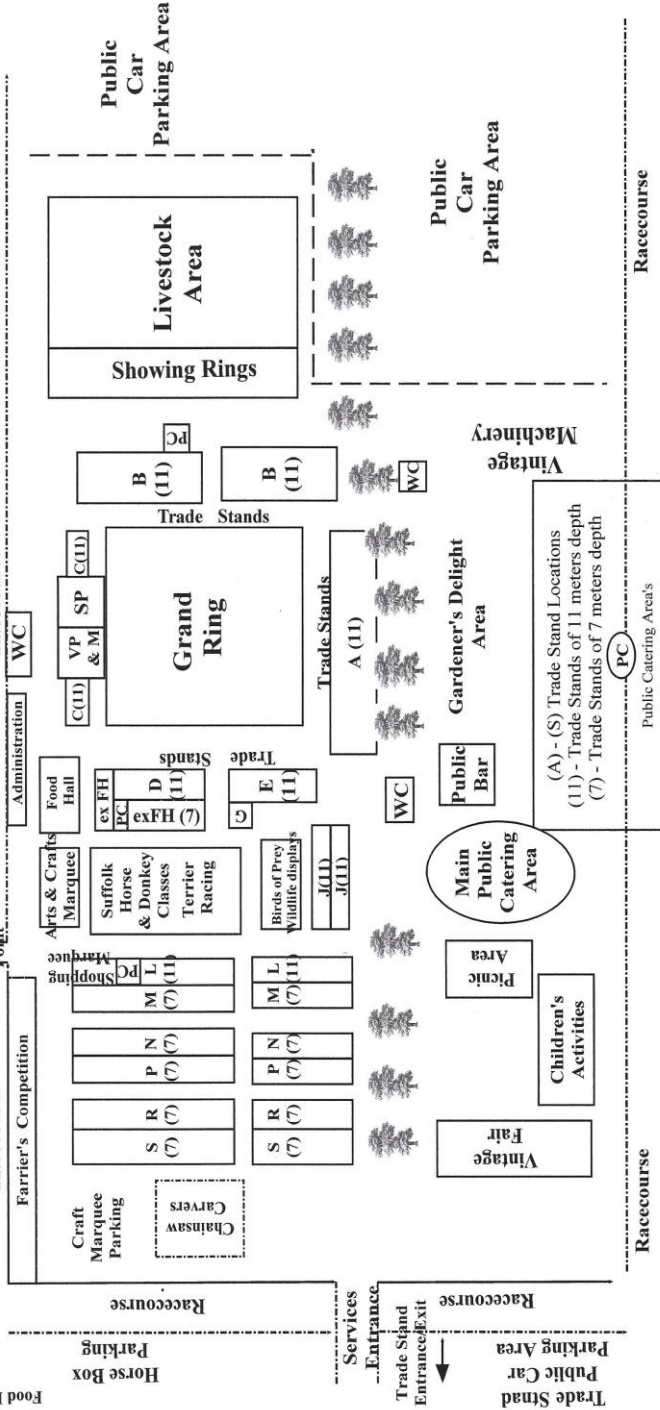 Public
Car
Parking Area
Livestock
Area
Showing Rings
Public
Car
Parking Area
Racecourse
PC
B
(11)
B
(11)
Trade Stands
WC
Vintage
Machinery
WC
C(11)
SP
VP
& M
C(11)
Grand
Ring
Trade Stands
A (11)
Gardener's Delight
Area
(A) - (S) Trade Stand Locations
(11) - Trade Stands of 11 meters depth
(7) - Trade Stands of 7 meters depth
PC
Public Catering Area's
Administration
Food
Hall
Trade
Stands
ex FH
PC
D
(11)
exFH (7)
G
E
(11)
WC
Public
Bar
Arts & Crafts
Marquee
Suffolk
Horse
& Donkey
Classes
Terrier
Racing
Birds of Prey
Wildlife displays
J(11)
J(11)
Main
Public
Catering
Area
Shopping
Marquee
PC
L
(11)
M
(7)
L
(11)
M
(7)
N
(7)
P
(7)
N
(7)
P
(7)
R
(7)
S
(7)
R
(7)
S
(7)
Picnic
Area
Children's
Activities
Vintage
Fair
Farrier's Competition
Craft
Marquee
Parking
Chainsaw
Carvers
Racecourse
Racecourse
Racecourse
Horse Box
Parking
Services
Entrance
Trade Stand
Entrance/Exit
Trade Stnad
Public Car
Parking Area
Food